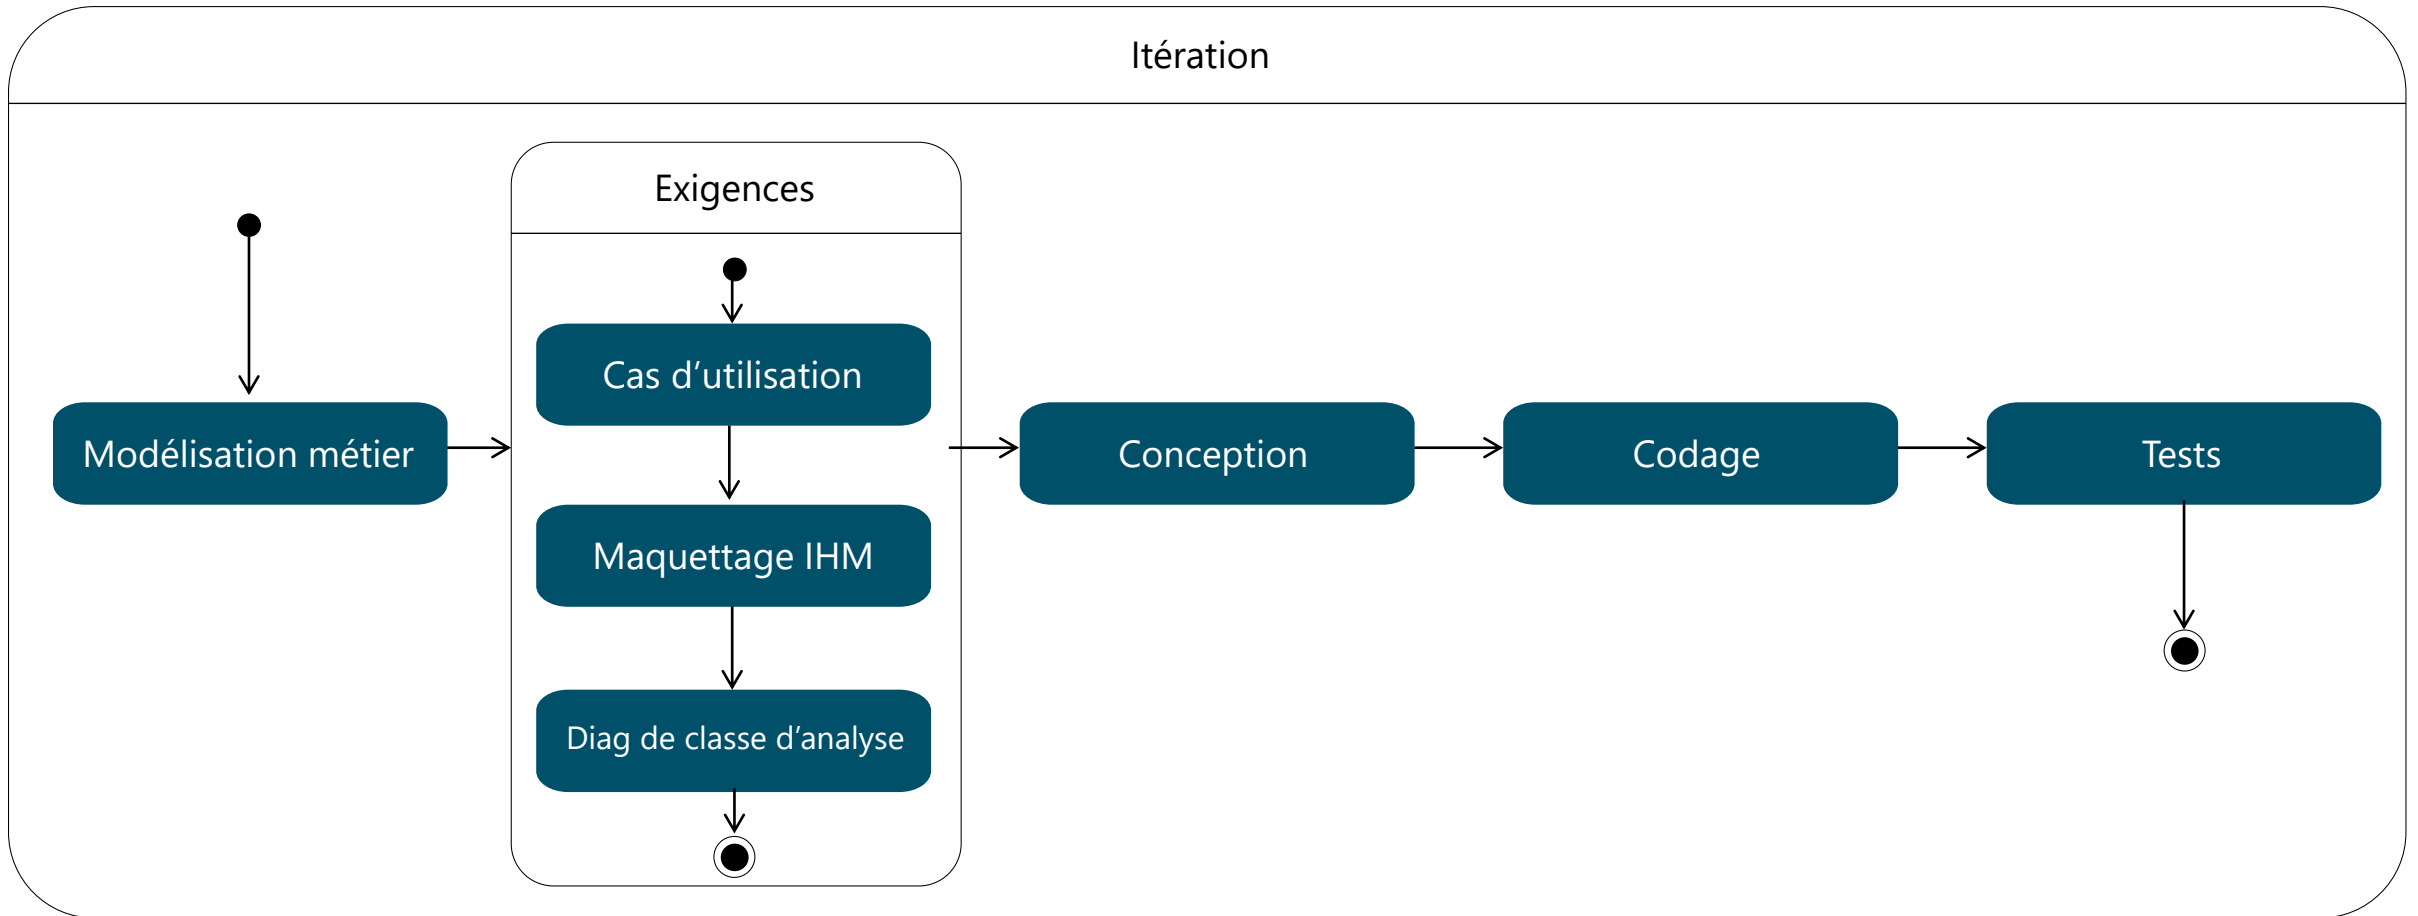 Itération
Exigences
Cas d’utilisation
Modélisation métier
Conception
Codage
Tests
Maquettage IHM
Diag de classe d’analyse